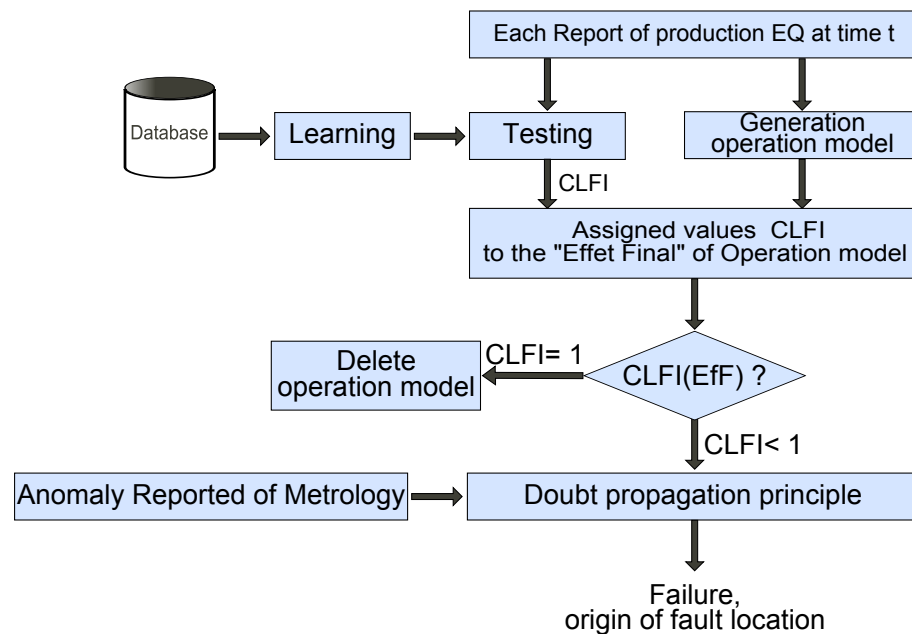 Each Report of production EQ at time t
Database
Learning
Testing
Generation
operation model
CLFI
Assigned values CLFI
to the "Effet Final" of Operation model
Delete
operation model
CLFI= 1
CLFI(EfF) ?
CLFI< 1
Anomaly Reported of Metrology
Doubt propagation principle
Failure,
origin of fault location